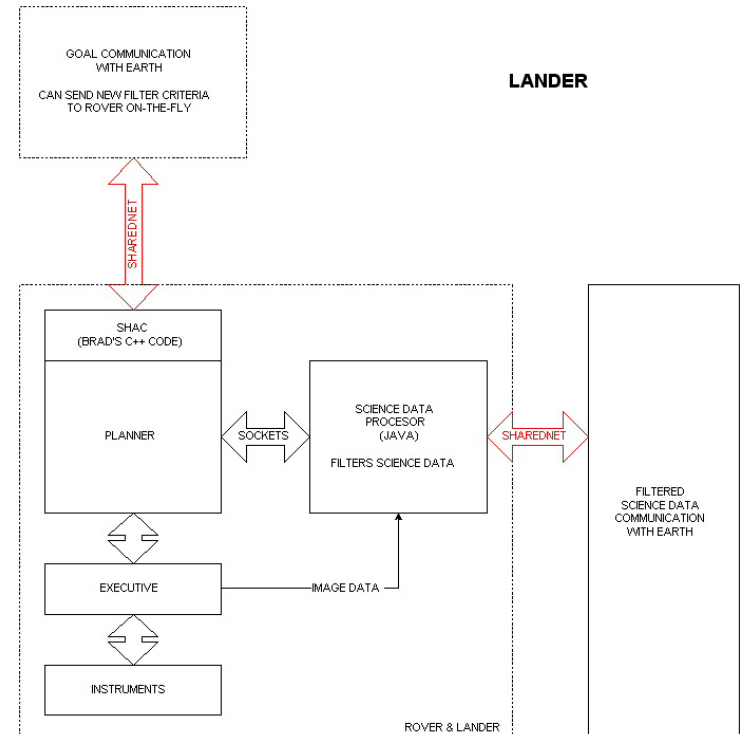 GOAL COMMUNICATION
WITH EARTH
CAN SEND NEW FILTER CRITERIA
TO ROVER ON-THE-FLY
LANDER
SHAREDNET
SHAC
(BRAD'S C++ CODE)
PLANNER
SOCKETS
SCIENCE DATA
PROCESOR
(JAVA)
FILTERS SCIENCE DATA
SHAREDNET
FILTERED
SCIENCE DATA
COMMUNICATION
WITH EARTH
EXECUTIVE
IMAGE DATA
INSTRUMENTS
ROVER & LANDER